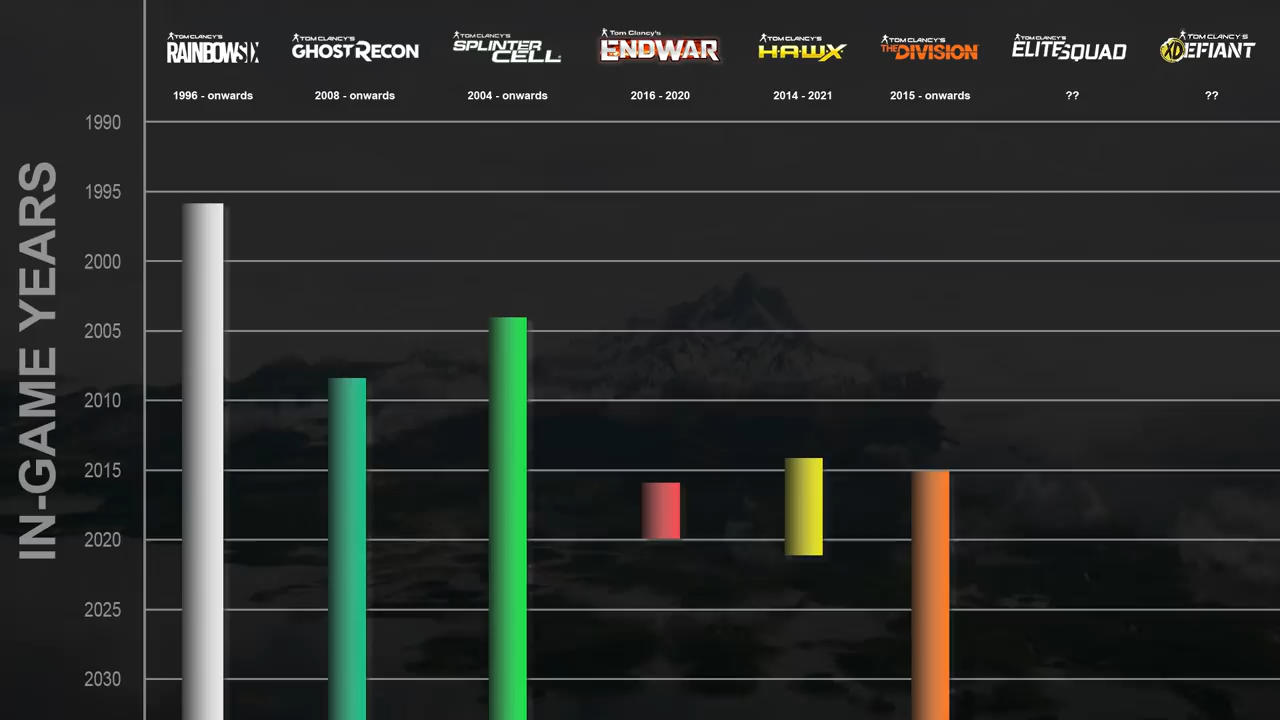 TOM CLANCY'S
RAINBOW SIX
TOM CLANCY'S
GHOST RECON
TOM CLANCY'S
SPLINTER
CELL
Tom Clancy's
ENDWAR
TOM CLANCY'S
HAWX
TOM CLANCY'S
THE DIVISION
TOM CLANCY'S
ELITE SQUAD
TOM CLANCY'S
XDEFIANT
1996 - onwards
2008 - onwards
2004 - onwards
2016 - 2020
2014 - 2021
2015 - onwards
??
??
IN-GAME YEARS
1990
1995
2000
2005
2010
2015
2020
2025
2030